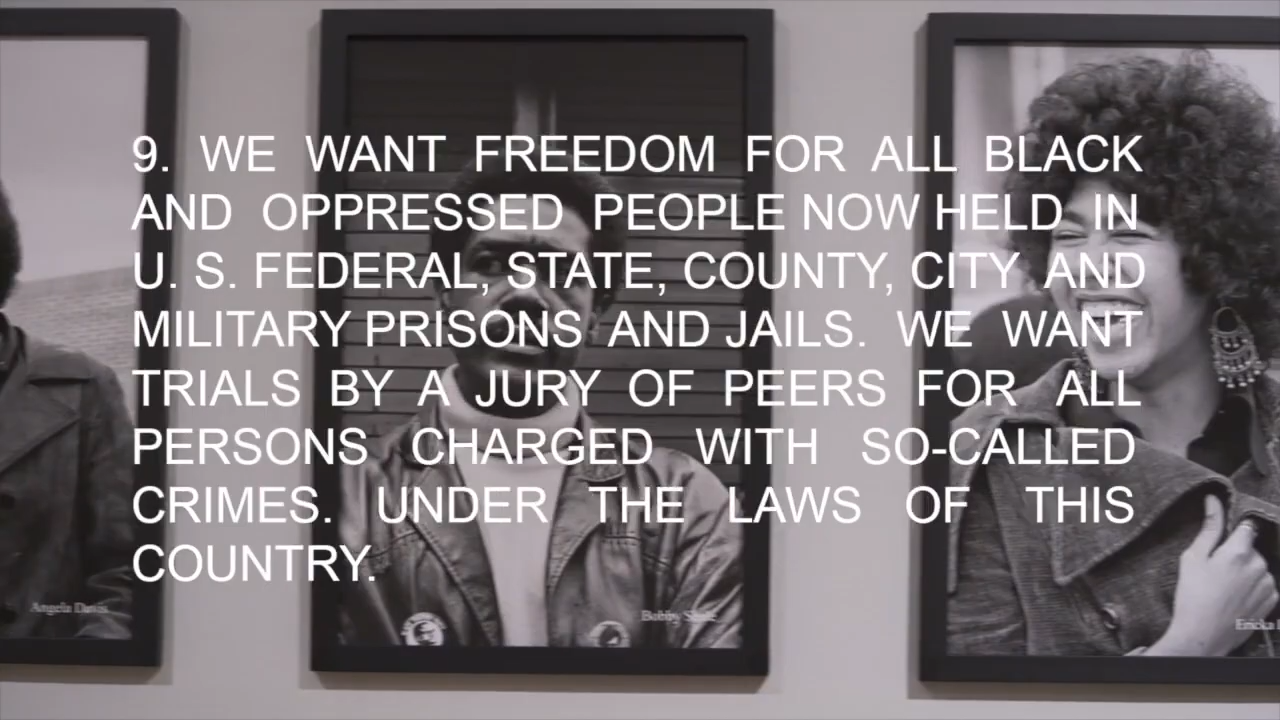 9. WE WANT FREEDOM FOR ALL BLACK
AND OPPRESSED PEOPLE NOW HELD IN
U. S. FEDERAL, STATE, COUNTY, CITY AND
MILITARY PRISONS AND JAILS. WE WANT
TRIALS BY A JURY OF PEERS FOR ALL
PERSONS CHARGED WITH SO-CALLED
CRIMES. UNDER THE LAWS OF THIS
COUNTRY.
Angela Davis
Bobby Seale
Ericka